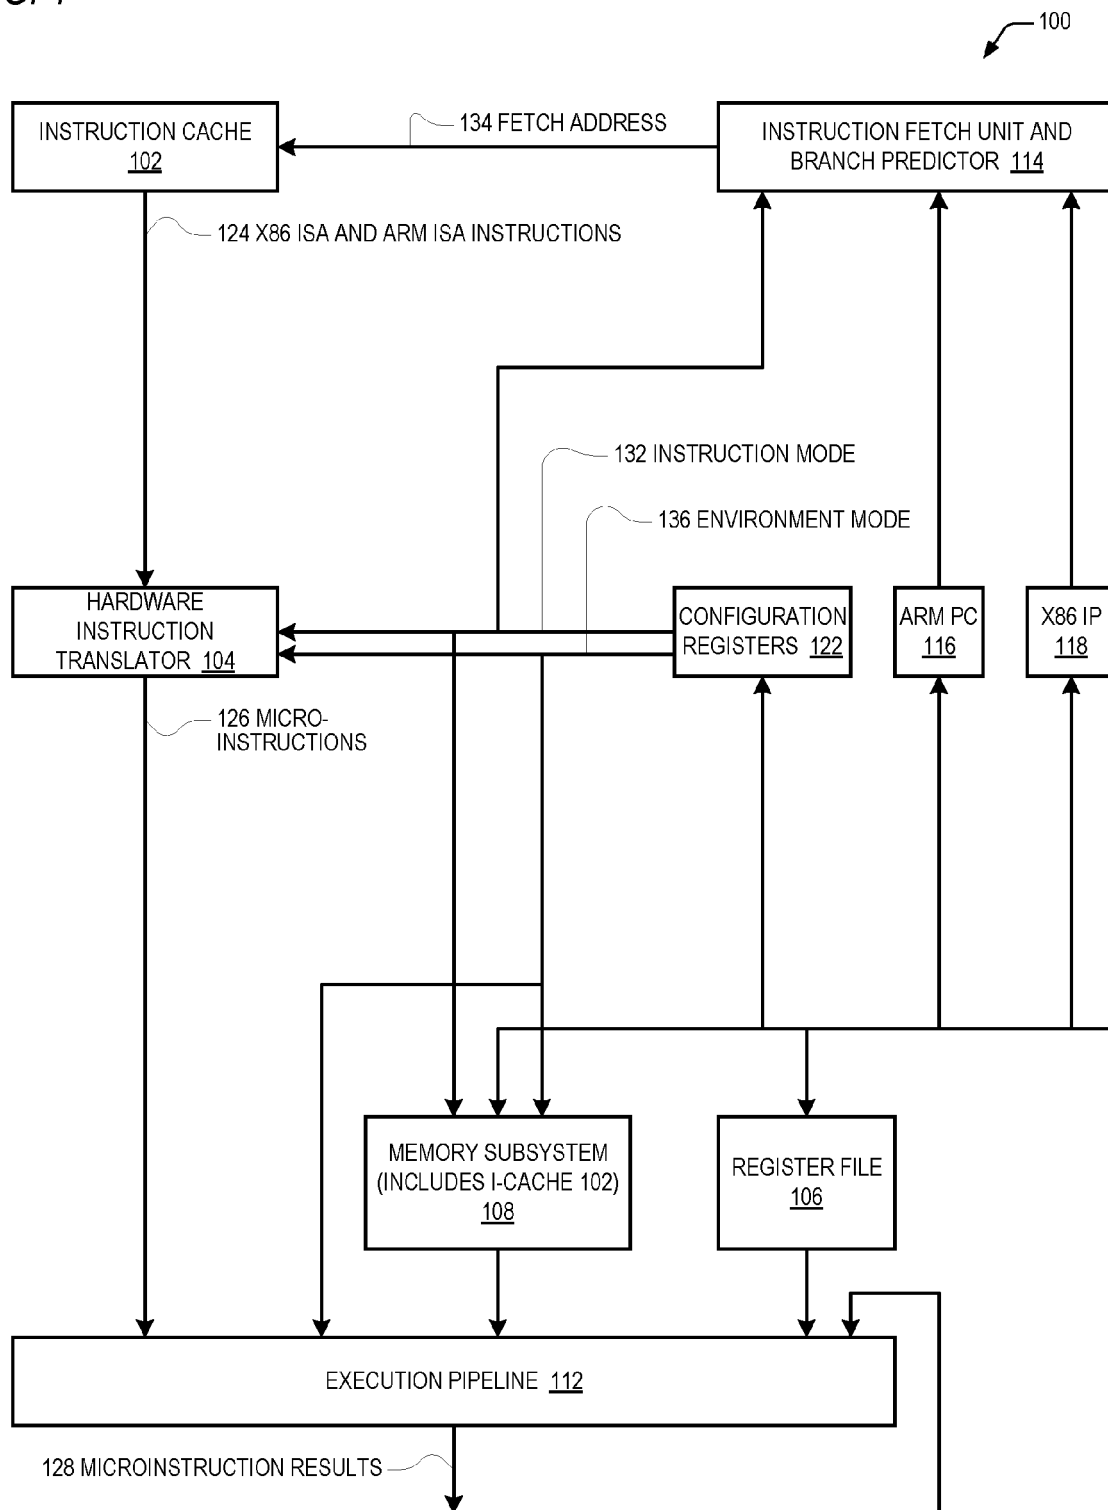 100
INSTRUCTION CACHE
102
134 FETCH ADDRESS
INSTRUCTION FETCH UNIT AND
BRANCH PREDICTOR 114
124 X86 ISA AND ARM ISA INSTRUCTIONS
132 INSTRUCTION MODE
136 ENVIRONMENT MODE
HARDWARE
INSTRUCTION
TRANSLATOR 104
CONFIGURATION
REGISTERS 122
ARM PC
116
X86 IP
118
126 MICRO-
INSTRUCTIONS
MEMORY SUBSYSTEM
(INCLUDES I-CACHE 102)
108
REGISTER FILE
106
EXECUTION PIPELINE 112
128 MICROINSTRUCTION RESULTS